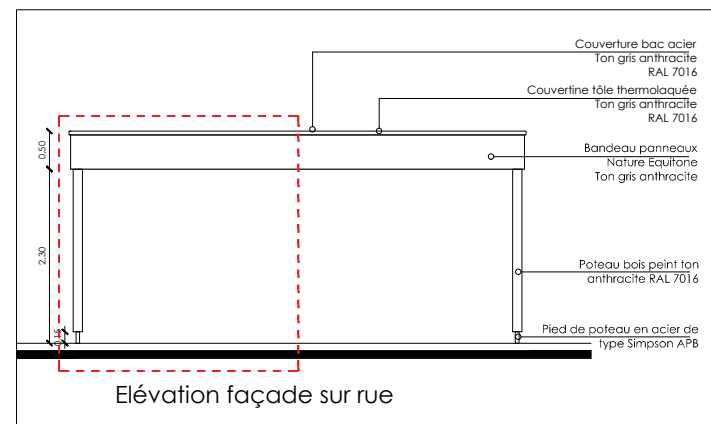 Couverture bac acier
Ton gris anthracite
RAL 7016
Couvertine tôle thermolaquée
Ton gris anthracite
RAL 7016
Bandeau panneaux
Nature Equitone
Ton gris anthracite
0.50
2.30
0.15
Poteau bois peint ton
anthracite RAL 7016
Pied de poteau en acier de
type Simpson APB
Elévation façade sur rue